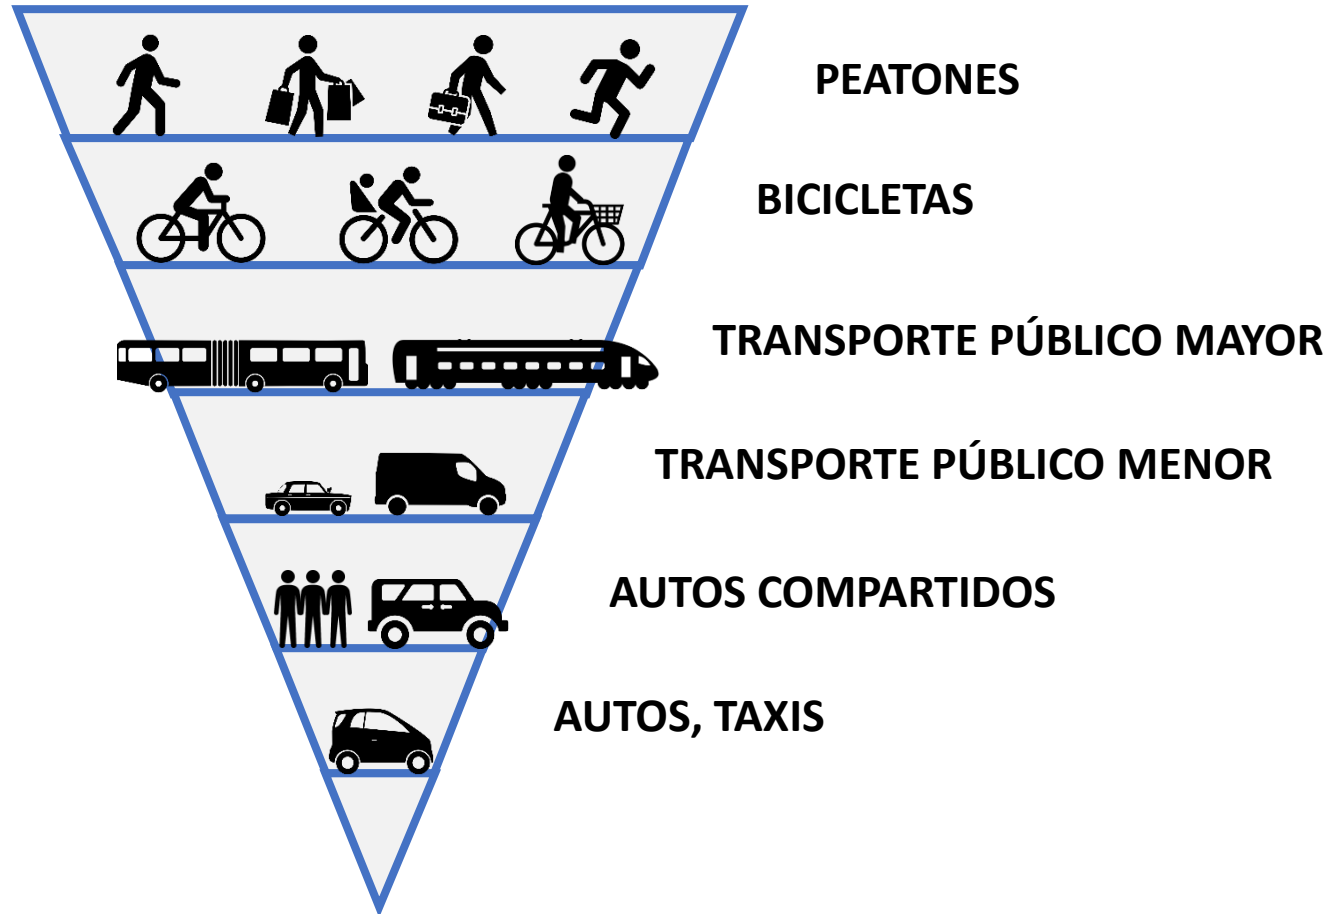 PEATONES
BICICLETAS
TRANSPORTE PÚBLICO MAYOR
TRANSPORTE PÚBLICO MENOR
AUTOS COMPARTIDOS
AUTOS, TAXIS